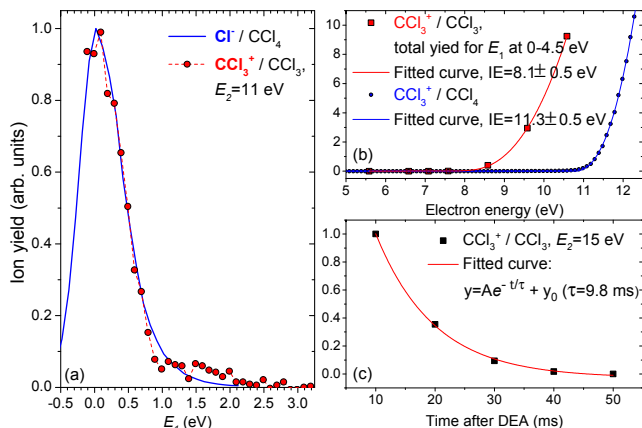 1.0
0.8
0.6
0.4
0.2
0.0
Ion yield (arb. units)
Cl⁻ / CCl₄
CCl₃⁺ / CCl₃,
E₂=11 eV
(a)
-0.5 0.0 0.5 1.0 1.5 2.0 2.5 3.0
E₁ (eV)
CCl₃⁺ / CCl₃,
total yied for E₁ at 0-4.5 eV
Fitted curve, IE=8.1± 0.5 eV
CCl₃⁺ / CCl₄
Fitted curve, IE=11.3±0.5 eV
(b)
10
8
6
4
2
0
5 6 7 8 9 10 11 12
Electron energy (eV)
CCl₃⁺ / CCl₃, E₂=15 eV
Fitted curve:
y=Ae⁻ᵗ/ᵗᵃᵘ + y₀ (τ=9.8 ms)
(c)
1.0
0.8
0.6
0.4
0.2
0.0
10 20 30 40 50
Time after DEA (ms)